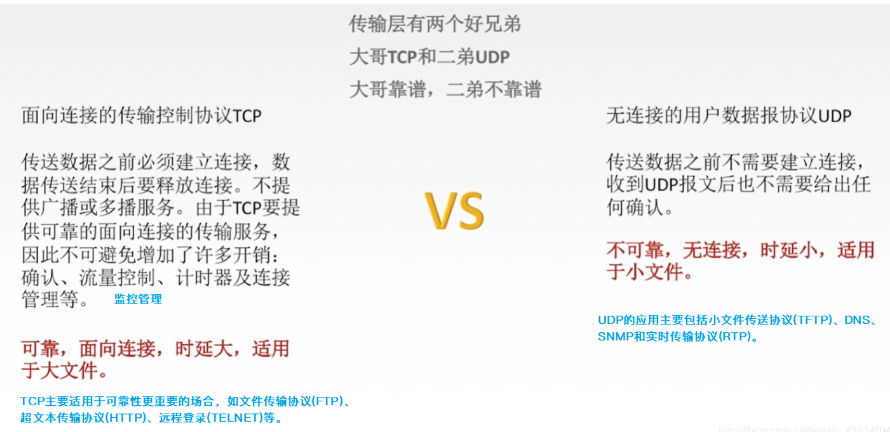 传输层有两个好兄弟
大哥TCP和二弟UDP
大哥靠谱，二弟不靠谱
面向连接的传输控制协议TCP
传送数据之前必须建立连接，数
据传送结束后要释放连接。不提
供广播或多播服务。由于TCP要提
供可靠的面向连接的传输服务，
因此不可避免增加了许多开销：
确认、流量控制、计时器及连接
管理等。 监控管理
可靠，面向连接，时延大，适用
于大文件。
TCP主要适用于可靠性更重要的场合，如文件传输协议(FTP)、
超文本传输协议(HTTP)、远程登录(TELNET)等。
VS
无连接的用户数据报协议UDP
传送数据之前不需要建立连接，
收到UDP报文后也不需要给出任
何确认。
不可靠，无连接，时延小，适用
于小文件。
UDP的应用主要包括小文件传送协议(TFTP)、DNS、
SNMP和实时传输协议(RTP)。